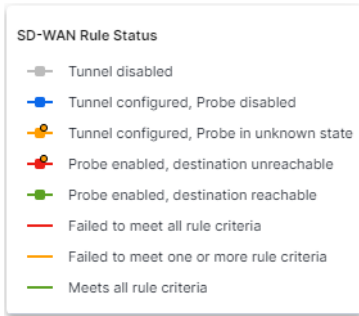 SD-WAN Rule Status
Tunnel disabled
Tunnel configured, Probe disabled
Tunnel configured, Probe in unknown state
Probe enabled, destination unreachable
Probe enabled, destination reachable
Failed to meet all rule criteria
Failed to meet one or more rule criteria
Meets all rule criteria